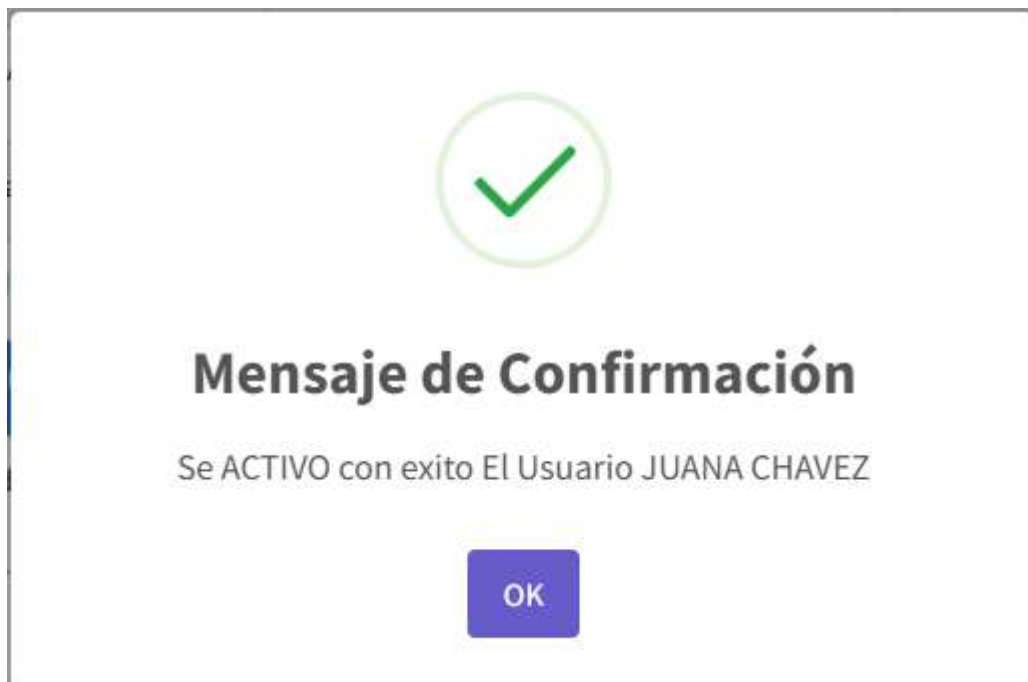 Mensaje de Confirmación
Se ACTIVO con exito El Usuario JUANA CHAVEZ
OK